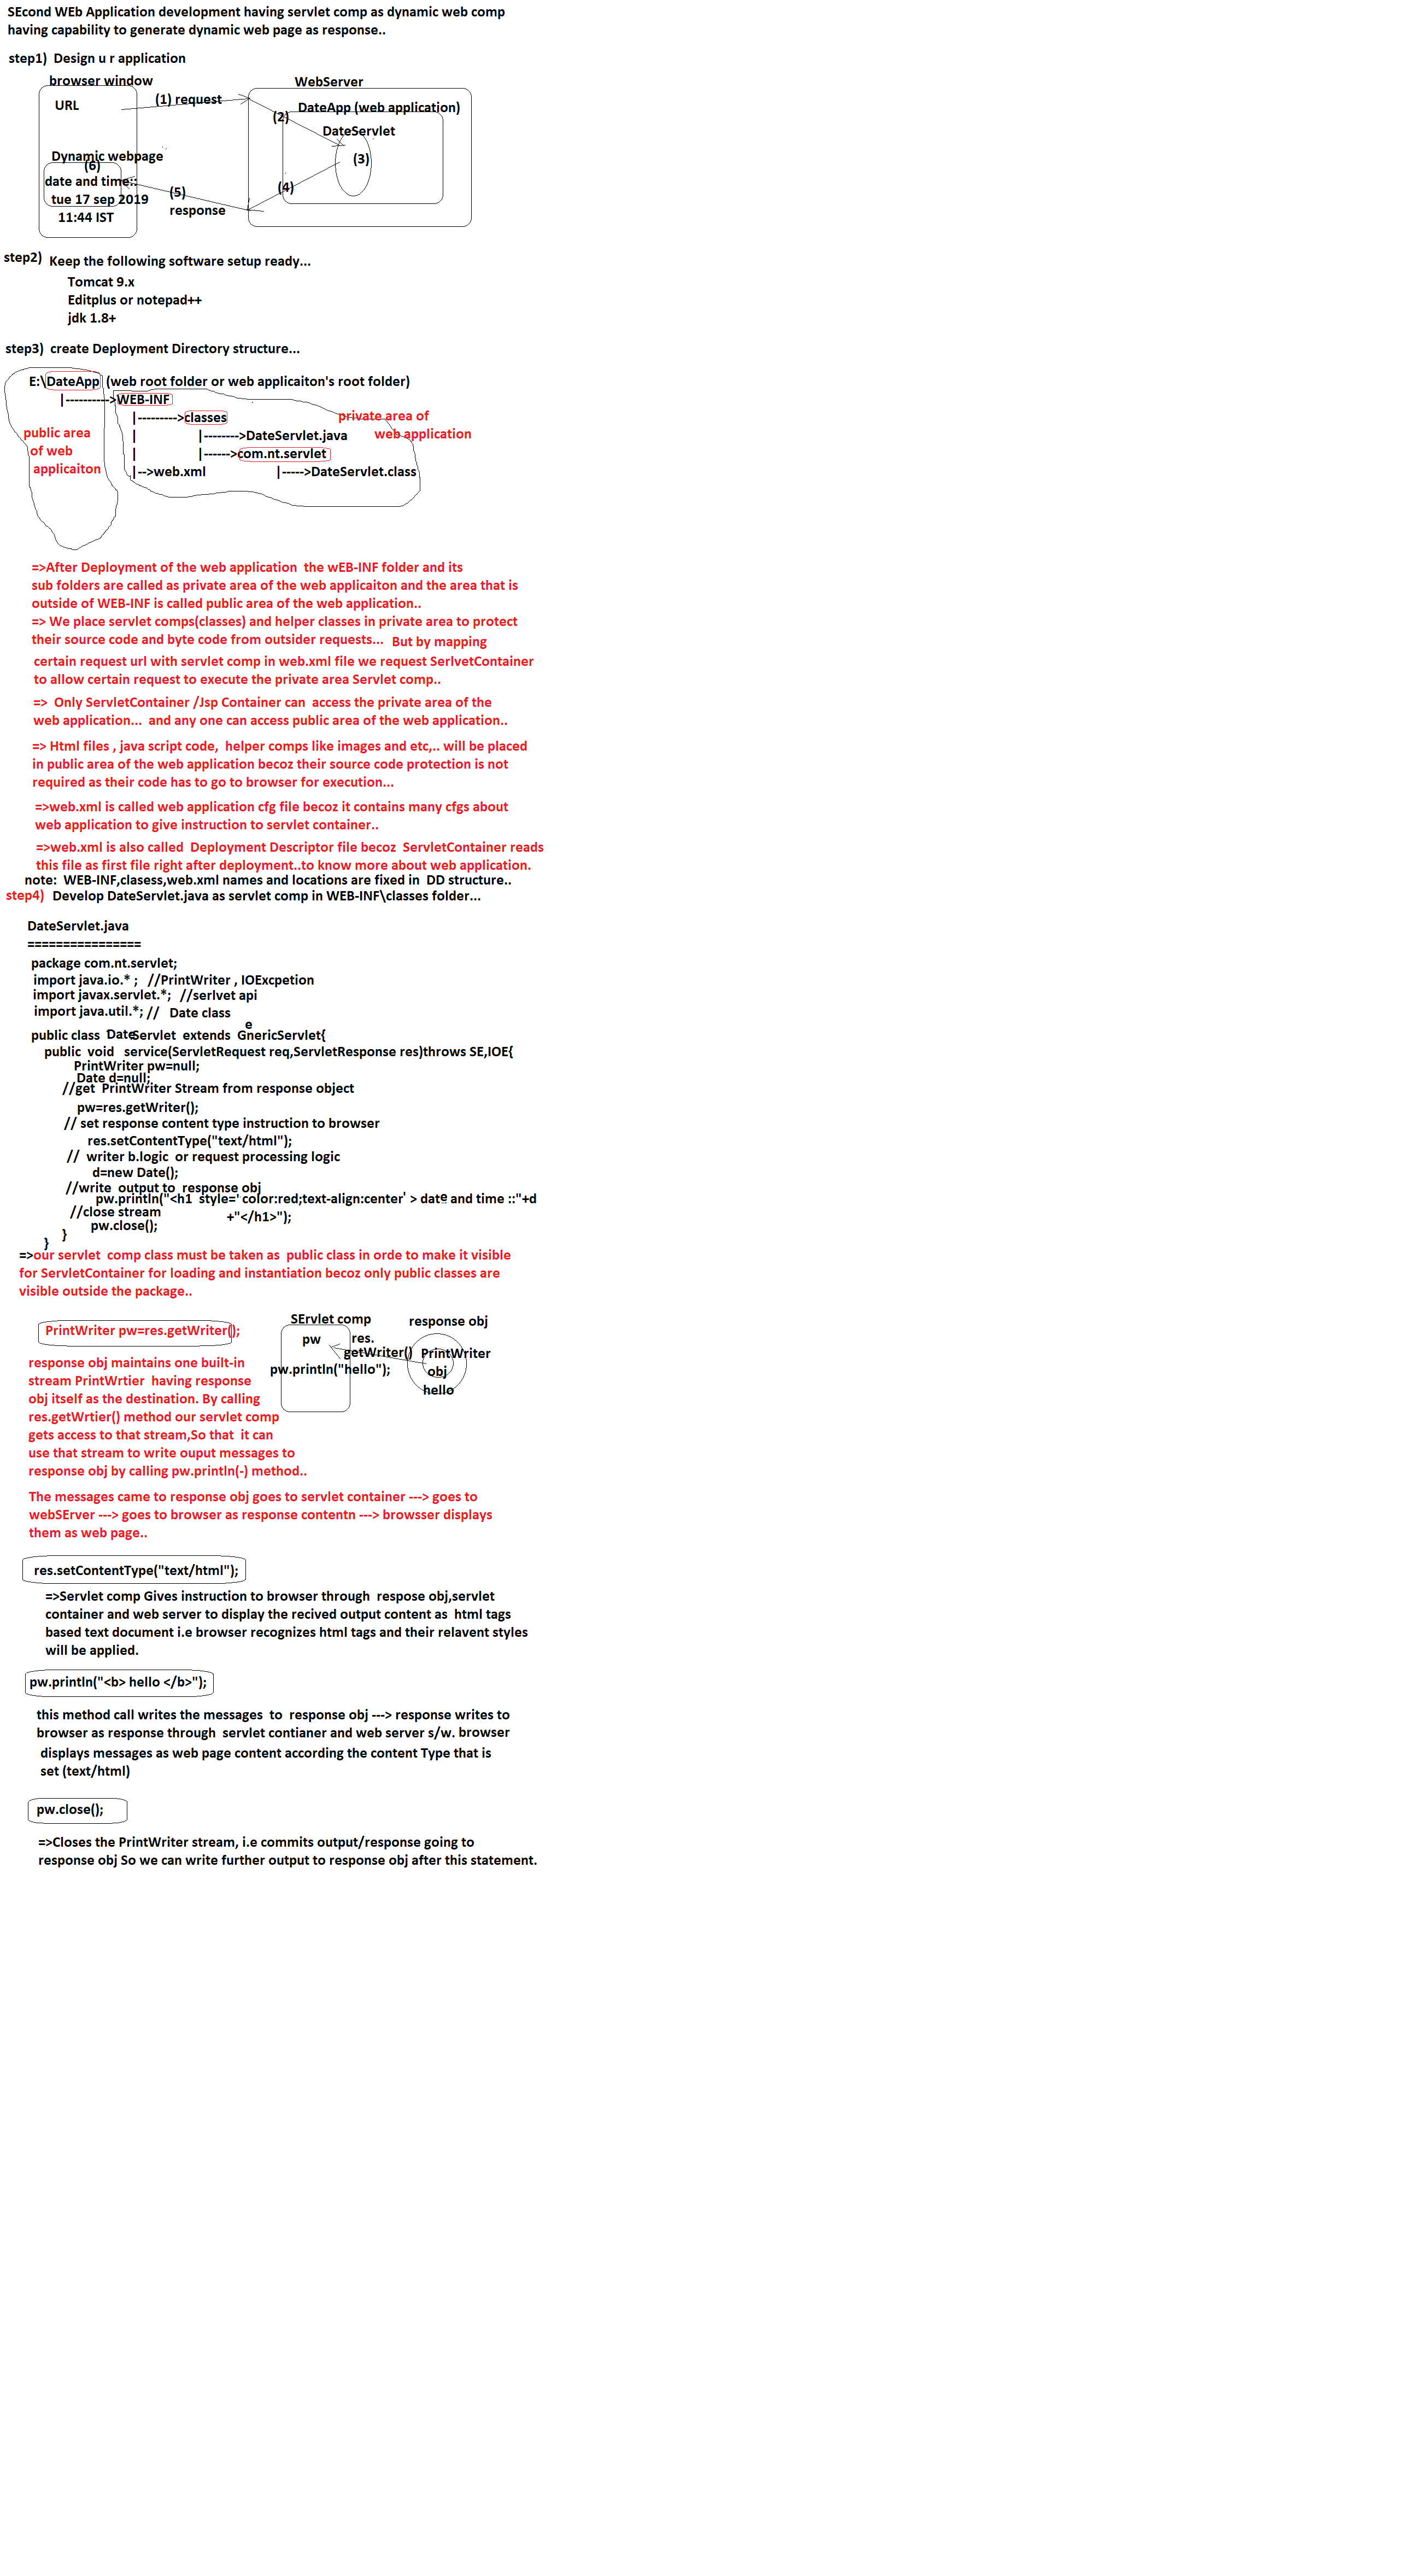 SEcond WEb Application development having servlet comp as dynamic web comp
having capability to generate dynamic web page as response..
step1) Design u r application
browser window
WebServer
URL
(1) request
DateApp (web application)
(2)
DateServlet
(3)
Dynamic webpage
(6)
date and time::
tue 17 sep 2019
11:44 IST
(4)
(5)
response
step2) Keep the following software setup ready...
Tomcat 9.x
Editplus or notepad++
jdk 1.8+
step3) create Deployment Directory structure...
E:\DateApp (web root folder or web applicaiton's root folder)
|---------->WEB-INF
|--------->classes
private area of
web application
public area
of web
applicaiton
| |-------->DateServlet.java
| |------>com.nt.servlet
|-->web.xml |----->DateServlet.class
=>After Deployment of the web application the wEB-INF folder and its
sub folders are called as private area of the web applicaiton and the area that is
outside of WEB-INF is called public area of the web application..
=> We place servlet comps(classes) and helper classes in private area to protect
their source code and byte code from outsider requests... But by mapping
certain request url with servlet comp in web.xml file we request SerlvetContainer
to allow certain request to execute the private area Servlet comp..
=> Only ServletContainer /Jsp Container can access the private area of the
web application... and any one can access public area of the web application..
=> Html files , java script code, helper comps like images and etc,.. will be placed
in public area of the web application becoz their source code protection is not
required as their code has to go to browser for execution...
=>web.xml is called web application cfg file becoz it contains many cfgs about
web application to give instruction to servlet container..
=>web.xml is also called Deployment Descriptor file becoz ServletContainer reads
this file as first file right after deployment..to know more about web application.
note: WEB-INF,clasess,web.xml names and locations are fixed in DD structure..
step4) Develop DateServlet.java as servlet comp in WEB-INF\classes folder...
DateServlet.java
================
package com.nt.servlet;
import java.io.* ; //PrintWriter , IOExcpetion
import javax.servlet.*; //serlvet api
import java.util.*; // Date class
e
public class DateServlet extends GnericServlet{
public void service(ServletRequest req,ServletResponse res)throws SE,IOE{
PrintWriter pw=null;
Date d=null;
//get PrintWriter Stream from response object
pw=res.getWriter();
// set response content type instruction to browser
res.setContentType("text/html");
// writer b.logic or request processing logic
d=new Date();
//write output to response obj
pw.println("<h1 style=' color:red;text-align:center' > date and time ::"+d
+"</h1>");
//close stream
pw.close();
}
}
=>our servlet comp class must be taken as public class in orde to make it visible
for ServletContainer for loading and instantiation becoz only public classes are
visible outside the package..
PrintWriter pw=res.getWriter();
SErvlet comp
response obj
pw
res.
getWriter()
PrintWriter
obj
pw.println("hello");
hello
response obj maintains one built-in
stream PrintWrtier having response
obj itself as the destination. By calling
res.getWrtier() method our servlet comp
gets access to that stream,So that it can
use that stream to write ouput messages to
response obj by calling pw.println(-) method..
The messages came to response obj goes to servlet container ---> goes to
webSErver ---> goes to browser as response contentn ---> browsser displays
them as web page..
res.setContentType("text/html");
=>Servlet comp Gives instruction to browser through respose obj,servlet
container and web server to display the recived output content as html tags
based text document i.e browser recognizes html tags and their relavent styles
will be applied.
pw.println("<b> hello </b>");
this method call writes the messages to response obj ---> response writes to
browser as response through servlet contianer and web server s/w. browser
displays messages as web page content according the content Type that is
set (text/html)
pw.close();
=>Closes the PrintWriter stream, i.e commits output/response going to
response obj So we can write further output to response obj after this statement.